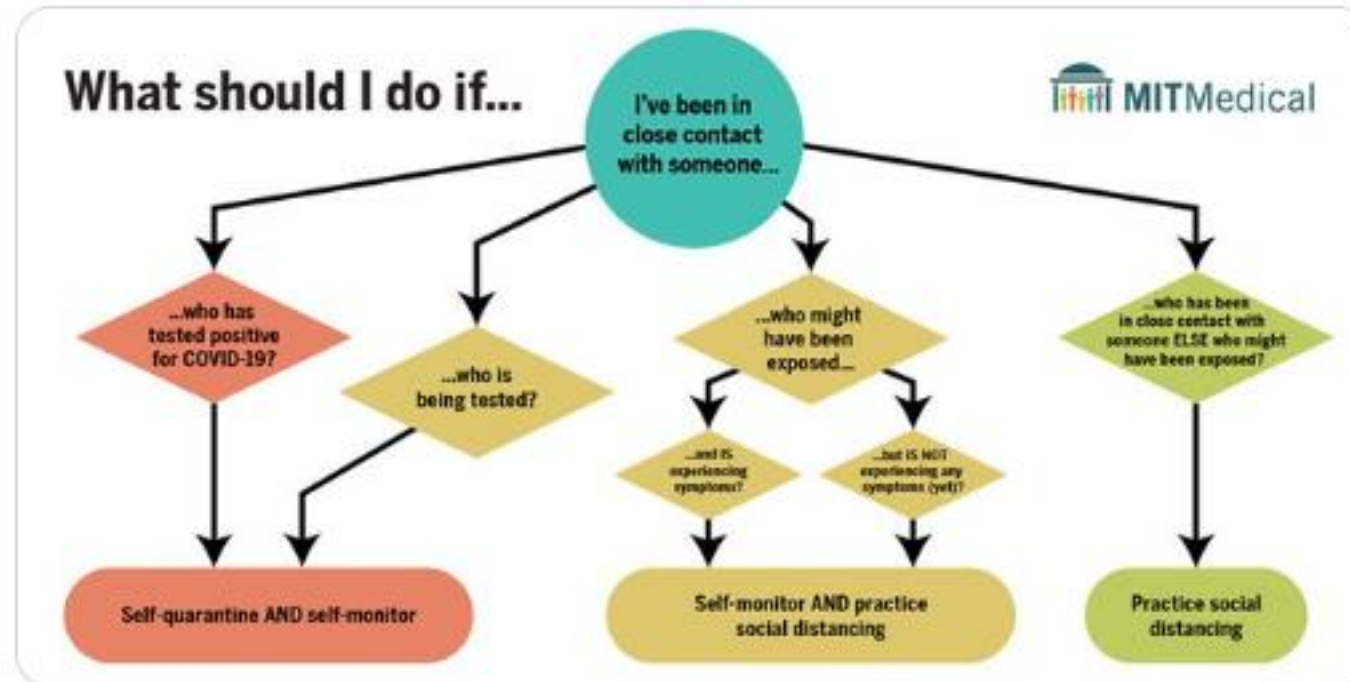 What should I do if...
I've been in
close contact
with someone...
MITMedical
...who has
tested positive
for COVID-19?
...who is
being tested?
...who might
have been
exposed...
...who has been
in close contact with
someone ELSE who might
have been exposed?
...and IS
experiencing
symptoms?
...but IS NOT
experiencing any
symptoms (yet)?
Self-quarantine AND self-monitor
Self-monitor AND practice
social distancing
Practice social
distancing